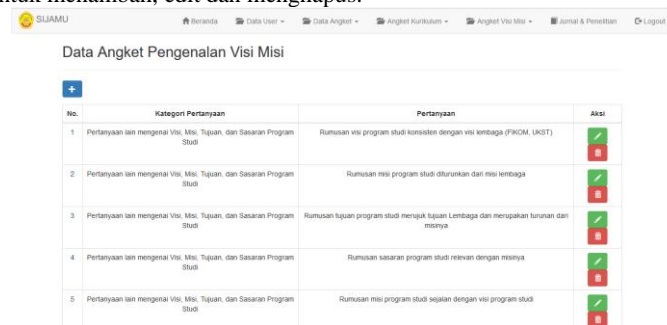 untuk menambah, edit dan menghapus.
SIJAMU Beranda Data User Data Angket Angket Kurikulum Angket Visi Misi Jurnal & Penelitian Logout
Data Angket Pengenalan Visi Misi
+
No. Kategori Pertanyaan Pertanyaan Aksi
1 Pertanyaan lain mengenai Visi, Misi, Tujuan, dan Sasaran Program Rumusan visi program studi konsisten dengan visi lembaga (FIKOM, UKST)
Studi
2 Pertanyaan lain mengenai Visi, Misi, Tujuan, dan Sasaran Program Rumusan misi program studi diturunkan dari misi lembaga
Studi
3 Pertanyaan lain mengenai Visi, Misi, Tujuan, dan Sasaran Program Rumusan tujuan program studi merujuk tujuan Lembaga dan merupakan turunan dari
Studi misinya
4 Pertanyaan lain mengenai Visi, Misi, Tujuan, dan Sasaran Program Rumusan sasaran program studi relevan dengan misinya
Studi
5 Pertanyaan lain mengenai Visi, Misi, Tujuan, dan Sasaran Program Rumusan misi program studi sejalan dengan visi program studi
Studi